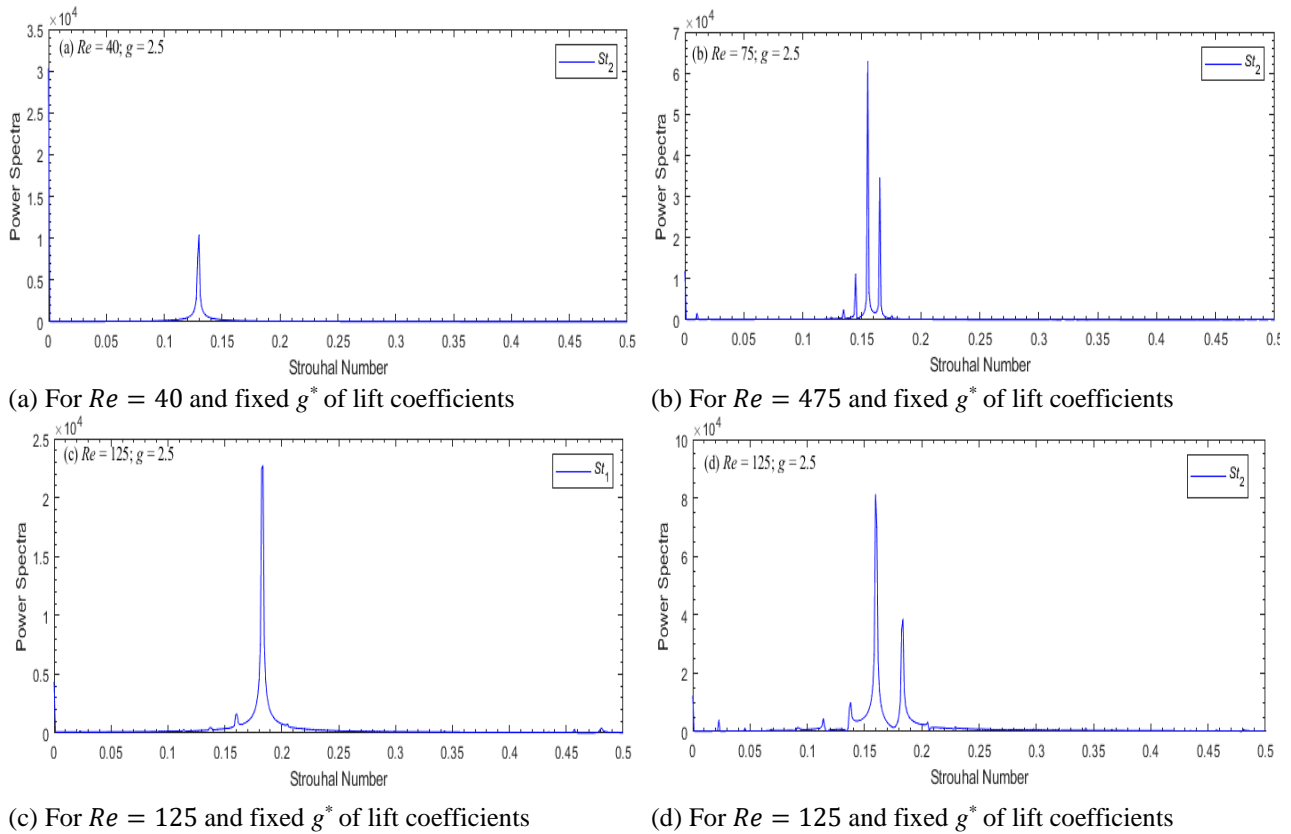 ×10⁴
(a) Re = 40; g = 2.5
St₂
3.5
3
2.5
2
1.5
1
0.5
0
Power Spectra
0 0.05 0.1 0.15 0.2 0.25 0.3 0.35 0.4 0.45 0.5
Strouhal Number
(a) For Re = 40 and fixed g* of lift coefficients
×10⁴
(b) Re = 75; g = 2.5
St₂
7
6
5
4
3
2
1
0
Power Spectra
0 0.05 0.1 0.15 0.2 0.25 0.3 0.35 0.4 0.45 0.5
Strouhal Number
(b) For Re = 475 and fixed g* of lift coefficients
×10⁴
(c) Re = 125; g = 2.5
St₁
2.5
2
1.5
1
0.5
0
Power Spectra
0 0.05 0.1 0.15 0.2 0.25 0.3 0.35 0.4 0.45 0.5
Strouhal Number
(c) For Re = 125 and fixed g* of lift coefficients
×10⁴
(d) Re = 125; g = 2.5
St₂
10
8
6
4
2
0
Power Spectra
0 0.05 0.1 0.15 0.2 0.25 0.3 0.35 0.4 0.45 0.5
Strouhal Number
(d) For Re = 125 and fixed g* of lift coefficients